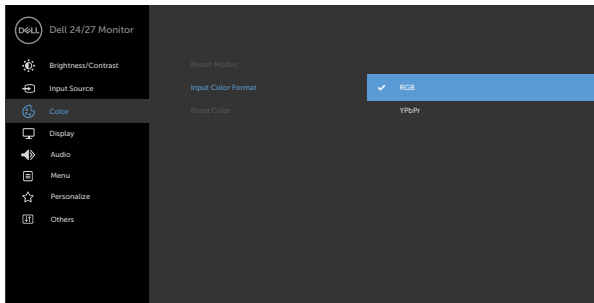 DELL
Dell 24/27 Monitor
Brightness/Contrast
Input Source
Color
Display
Audio
Menu
Personalize
Others
Preset Modes
Input Color Format
Reset Color
RGB
YPbPr